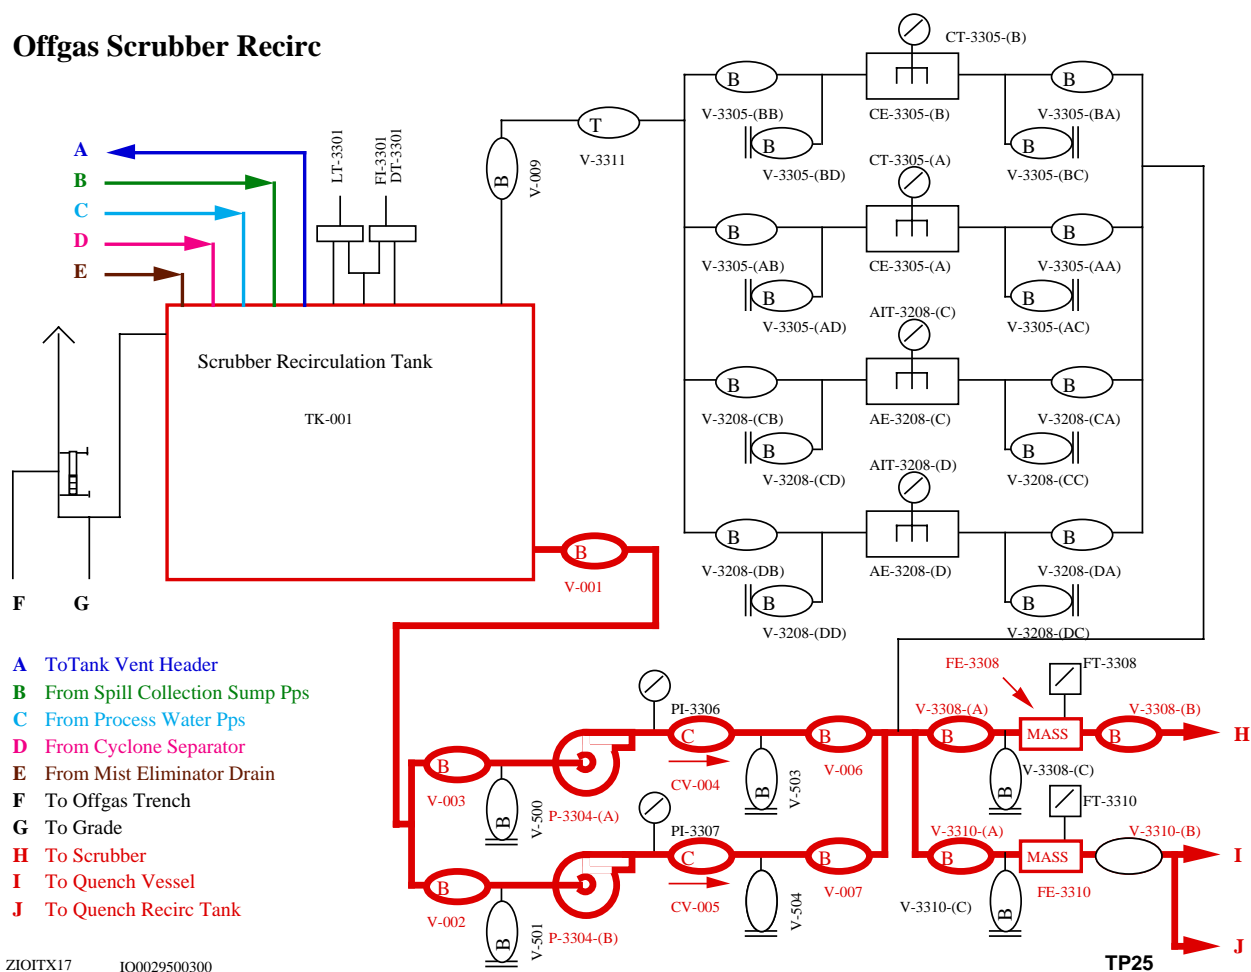 Offgas Scrubber Recirc
CT-3305-(B)
B
B
V-3305-(BB)
CE-3305-(B)
V-3305-(BA)
B
B
V-3305-(BD)
V-3305-(BC)
CT-3305-(A)
B
B
V-3305-(AB)
CE-3305-(A)
V-3305-(AA)
B
B
V-3305-(AD)
V-3305-(AC)
AIT-3208-(C)
B
B
V-3208-(CB)
AE-3208-(C)
V-3208-(CA)
B
B
V-3208-(CD)
V-3208-(CC)
AIT-3208-(D)
B
B
V-3208-(DB)
AE-3208-(D)
V-3208-(DA)
B
B
V-3208-(DD)
V-3208-(DC)
T
V-3311
B
V-009
LT-3301
FI-3301
DT-3301
A
B
C
D
E
Scrubber Recirculation Tank
TK-001
F
G
B
V-001
A ToTank Vent Header
B From Spill Collection Sump Pps
C From Process Water Pps
D From Cyclone Separator
E From Mist Eliminator Drain
F To Offgas Trench
G To Grade
H To Scrubber
I To Quench Vessel
J To Quench Recirc Tank
B
V-003
B
V-500
P-3304-(A)
PI-3306
C
CV-004
B
V-503
B
V-006
FE-3308
FT-3308
V-3308-(A)
B
MASS
V-3308-(B)
B
H
B
V-3308-(C)
B
V-002
B
V-501
P-3304-(B)
PI-3307
C
CV-005
V-504
B
V-007
FT-3310
V-3310-(A)
B
MASS
V-3310-(B)
I
FE-3310
B
V-3310-(C)
J
ZIOITX17 IO0029500300
TP25